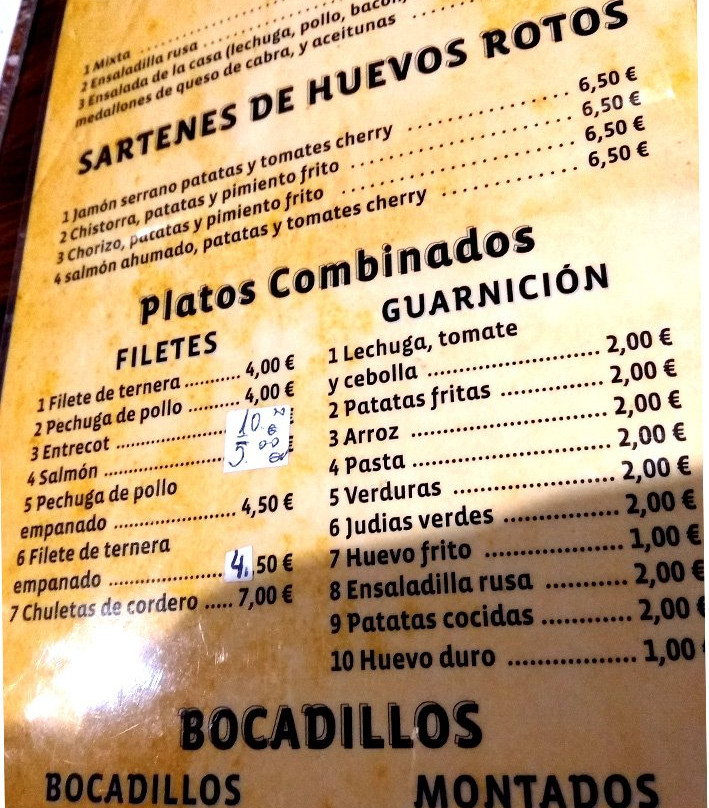 1 Mixta ..................
2 Ensaladilla rusa ..................
3 Ensalada de la casa (lechuga, pollo, bacon,
medallones de queso de cabra, y aceitunas ..........
SARTENES DE HUEVOS ROTOS
1 Jamón serrano patatas y tomates cherry .................... 6,50 €
2 Chistorra, patatas y pimiento frito .......................... 6,50 €
3 Chorizo, patatas y pimiento frito ........................... 6,50 €
4 salmón ahumado, patatas y tomates cherry ................ 6,50 €
Platos Combinados
FILETES
1 Filete de ternera .......... 4,00 €
2 Pechuga de pollo ......... 4,00 €
3 Entrecot .................... 10.
4 Salmón .................... 5.00
5 Pechuga de pollo
empanado ..................... 4,50 €
6 Filete de ternera
empanado .................... 4.50 €
7 Chuletas de cordero ..... 7,00 €
GUARNICIÓN
1 Lechuga, tomate
y cebolla ........................... 2,00 €
2 Patatas fritas ................ 2,00 €
3 Arroz .............................. 2,00 €
4 Pasta .............................. 2,00 €
5 Verduras ........................ 2,00 €
6 Judias verdes ................. 2,00 €
7 Huevo frito .................... 1,00 €
8 Ensaladilla rusa ............ 2,00 €
9 Patatas cocidas .............. 2,00 €
10 Huevo duro .................. 1,00
BOCADILLOS
BOCADILLOS
MONTADOS